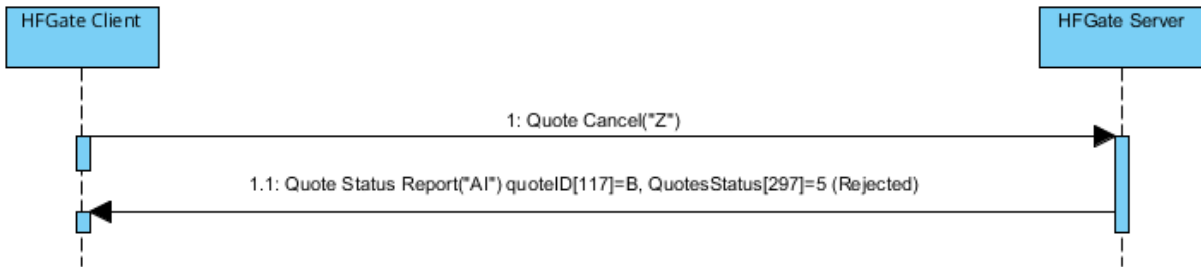 HFGate Client
HFGate Server
1: Quote Cancel("Z")
1.1: Quote Status Report("AI") quoteID[117]=B, QuotesStatus[297]=5 (Rejected)